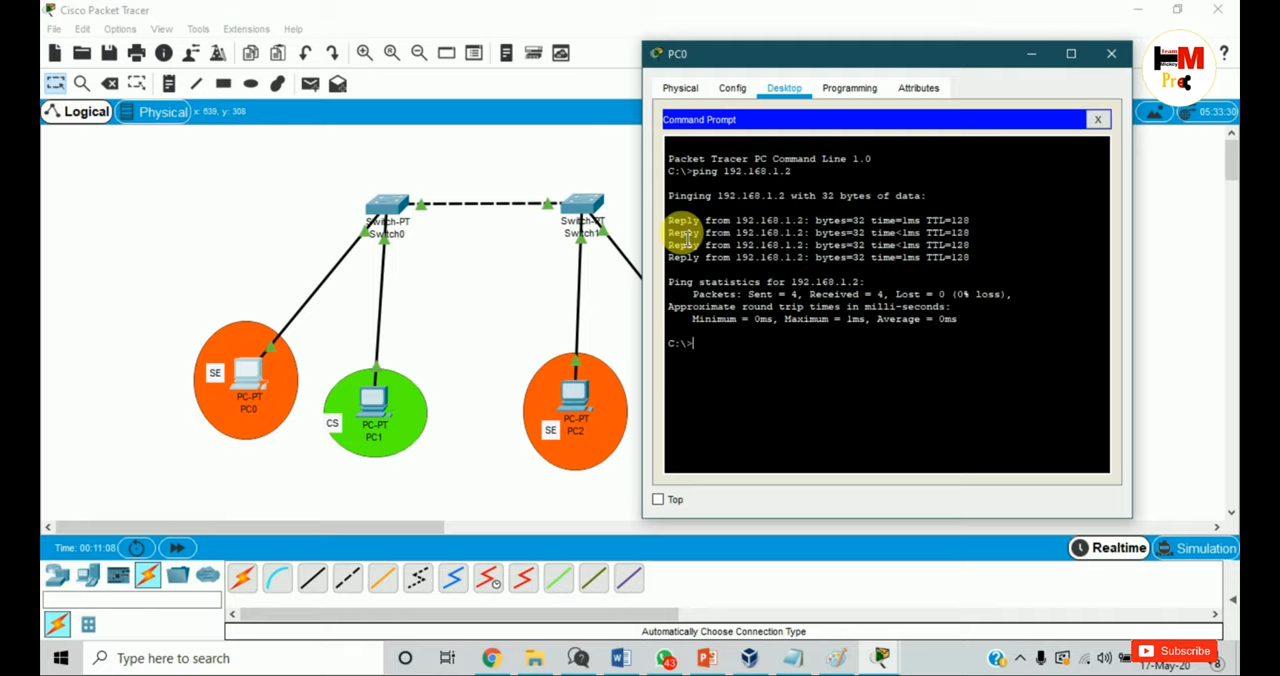 Cisco Packet Tracer
File Edit Options View Tools Extensions Help
Logical Physical x: 639, y: 308
05:33:30
Team
HM
Pro
?
PC0
Physical Config Desktop Programming Attributes
Command Prompt X
Packet Tracer PC Command Line 1.0
C:\>ping 192.168.1.2
Pinging 192.168.1.2 with 32 bytes of data:
Reply from 192.168.1.2: bytes=32 time=1ms TTL=128
Reply from 192.168.1.2: bytes=32 time<1ms TTL=128
Reply from 192.168.1.2: bytes=32 time<1ms TTL=128
Reply from 192.168.1.2: bytes=32 time=1ms TTL=128
Ping statistics for 192.168.1.2:
Packets: Sent = 4, Received = 4, Lost = 0 (0% loss),
Approximate round trip times in milli-seconds:
Minimum = 0ms, Maximum = 1ms, Average = 0ms
C:\>
Top
Switch-PT
Switch0
Switch-PT
Switch1
SE
PC-PT
PC0
CS
PC-PT
PC1
SE
PC-PT
PC2
Time: 00:11:08
Realtime Simulation
Automatically Choose Connection Type
Type here to search
43
Subscribe
17-May-20
8